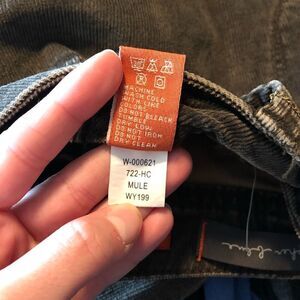 MACHINE
WASH COLD
WITH LIKE
COLORS
DO NOT BLEACH
TUMBLE
DRY LOW
DO NOT IRON
DO NOT
DRY CLEAN
W-000621
722-HC
MULE
WY199